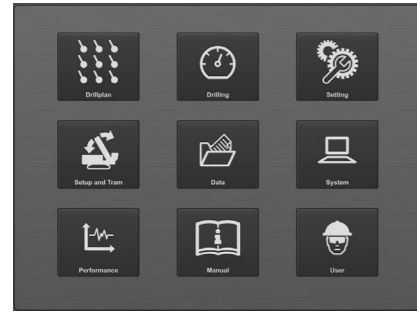 Drillplan
Drilling
Setting
Setup and Tram
Data
System
Performance
Manual
User